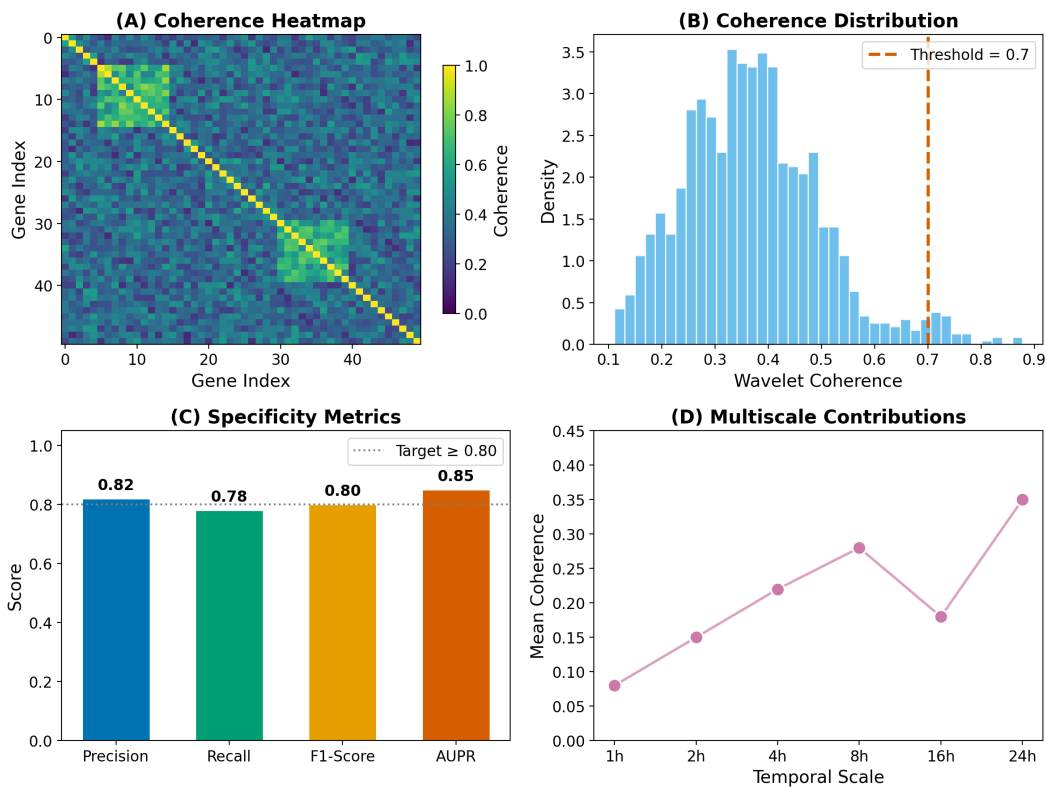 (A) Coherence Heatmap
0
10
20
30
40
Gene Index
0 10 20 30 40
Gene Index
1.0
0.8
0.6
0.4
0.2
0.0
Coherence
(B) Coherence Distribution
Threshold = 0.7
3.5
3.0
2.5
2.0
1.5
1.0
0.5
0.0
Density
0.1 0.2 0.3 0.4 0.5 0.6 0.7 0.8 0.9
Wavelet Coherence
(C) Specificity Metrics
Target ≥ 0.80
1.0
0.8
0.6
0.4
0.2
0.0
Score
0.82 0.78 0.80 0.85
Precision Recall F1-Score AUPR
(D) Multiscale Contributions
0.45
0.40
0.35
0.30
0.25
0.20
0.15
0.10
0.05
0.00
Mean Coherence
1h 2h 4h 8h 16h 24h
Temporal Scale